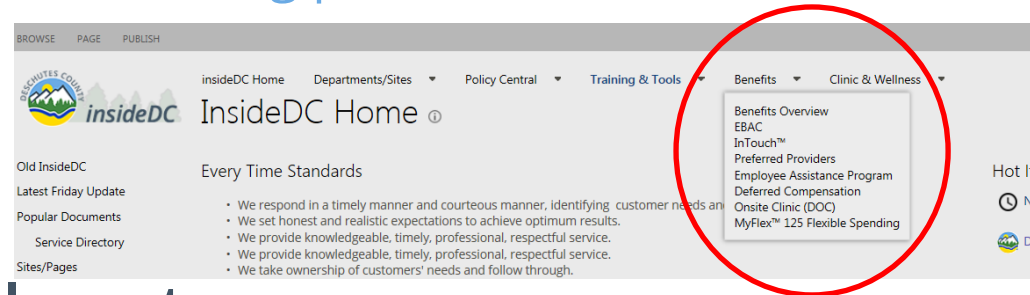 BROWSE PAGE PUBLISH
DESCHUTES COUNTY
insideDC
insideDC Home Departments/Sites Policy Central Training & Tools Benefits Clinic & Wellness
InsideDC Home
Benefits Overview
EBAC
InTouch™
Preferred Providers
Employee Assistance Program
Deferred Compensation
Onsite Clinic (DOC)
MyFlex™ 125 Flexible Spending
Old InsideDC
Latest Friday Update
Popular Documents
Service Directory
Sites/Pages
Every Time Standards
• We respond in a timely manner and courteous manner, identifying customer needs
• We set honest and realistic expectations to achieve optimum results.
• We provide knowledgeable, timely, professional, respectful service.
• We provide knowledgeable, timely, professional, respectful service.
• We take ownership of customers' needs and follow through.
Hot